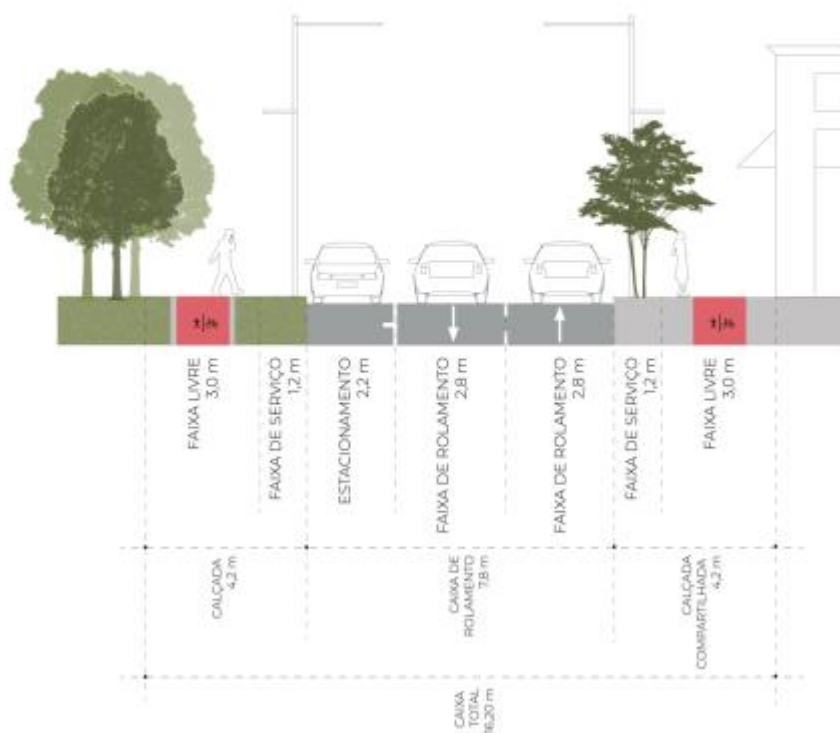 FAIXA LIVRE
3,0 m
FAIXA DE SERVIÇO
1,2 m
ESTACIONAMENTO
2,2 m
FAIXA DE ROLAMENTO
2,8 m
FAIXA DE ROLAMENTO
2,8 m
FAIXA DE SERVIÇO
1,2 m
FAIXA LIVRE
3,0 m
CALÇADA
4,2 m
CAIXA DE
ROLAMENTO
7,8 m
CALÇADA
COMPARTILHADA
4,2 m
CAIXA
TOTAL
16,20 m